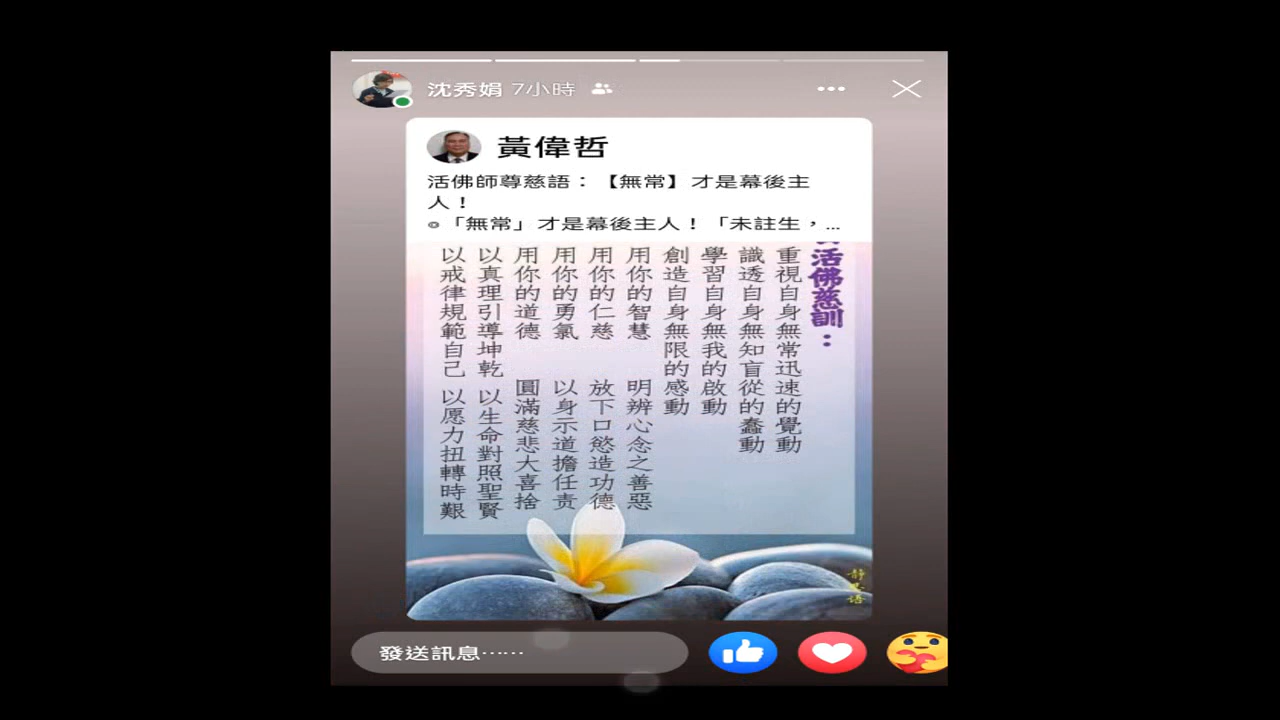 沈秀娟 7小時
黃偉哲
活佛師尊慈語：【無常】才是幕後主
人！
◎「無常」才是幕後主人！「未註生，...
活佛慈訓：
重視自身無常迅速的覺動
識透自身無知盲從的蠢動
學習自身無我的啟動
創造自身無限的感動
用你的智慧 明辨心念之善惡
用你的仁慈 放下口慾造功德
用你的勇氣 以身示道擔任责
用你的道德 圓滿慈悲大喜捨
以真理引導坤乾 以生命對照聖賢
以戒律規範自己 以愿力扭轉時艱
靜思語
發送訊息……